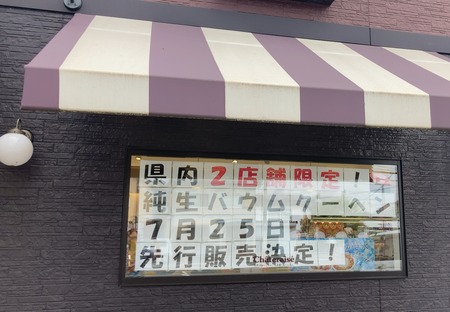 県内2店舗限定!
純生バウムクーヘン
7月25日
先行販売決定!
Chateraisé